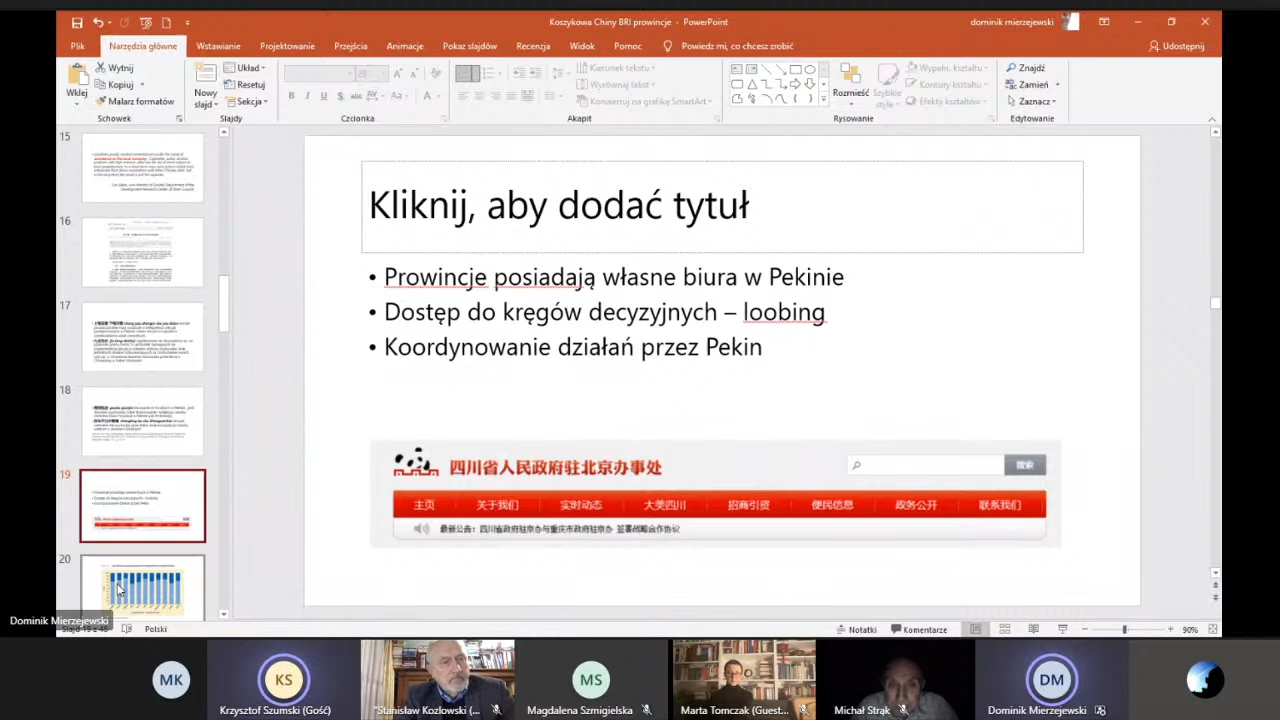 Koszykowa Chiny BRI prowincje - PowerPoint
dominik mierzejewski
Plik Narzędzia główne Wstawianie Projektowanie Przejścia Animacje Pokaz slajdów Recenzja Widok Pomoc Powiedz mi, co chcesz zrobić Udostępnij
Wklej
Wytnij
Kopiuj
Malarz formatów
Schowek
Nowy slajd
Układ
Resetuj
Sekcja
Slajdy
Czcionka
Kierunek tekstu
Wyrównaj tekst
Konwertuj na grafikę SmartArt
Akapit
Rozmieść
Szybkie style
Wypełn. kształtu
Kontury kształtu
Efekty kształtów
Rysowanie
Znajdź
Zamień
Zaznacz
Edytowanie
15
16
17
18
19
20
Kliknij, aby dodać tytuł
• Prowincje posiadają własne biura w Pekinie
• Dostęp do kręgów decyzyjnych – loobing
• Koordynowanie działań przez Pekin
四川省人民政府驻北京办事处
搜索
主页 关于我们 实时动态 大美四川 招商引资 便民信息 政务公开 联系我们
最新公告：四川省政府驻京办与重庆市政府驻京办 签署战略合作协议
Dominik Mierzejewski
Polski
Notatki
Komentarze
90%
MK
KS
MS
DM
Krzysztof Szumski (Gość)
"Stanisław Kozłowski (...
Magdalena Szmigielska
Marta Tomczak (Guest...
Michał Strąk
Dominik Mierzejewski